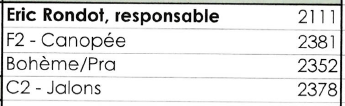 Eric Rondot, responsable 2111
F2 - Canopée 2381
Bohème/Pra 2352
C2 - Jalons 2378